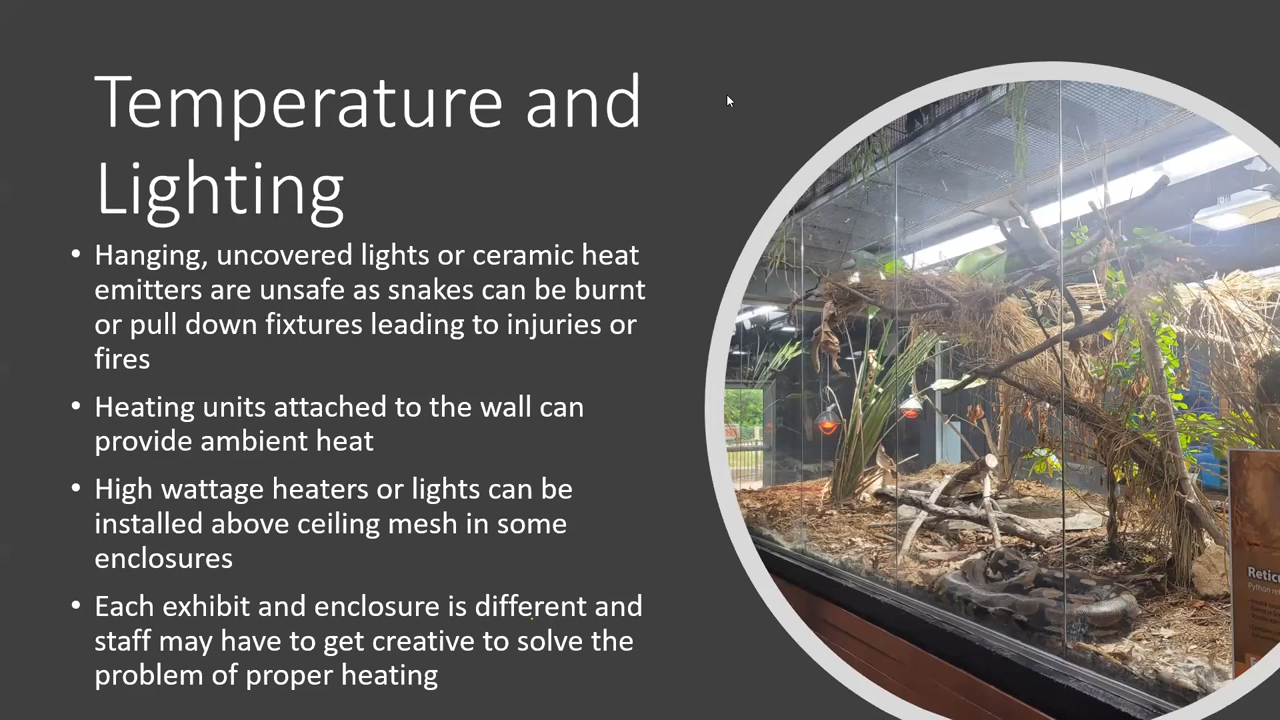 Temperature and
Lighting
• Hanging, uncovered lights or ceramic heat
emitters are unsafe as snakes can be burnt
or pull down fixtures leading to injuries or
fires
• Heating units attached to the wall can
provide ambient heat
• High wattage heaters or lights can be
installed above ceiling mesh in some
enclosures
• Each exhibit and enclosure is different and
staff may have to get creative to solve the
problem of proper heating